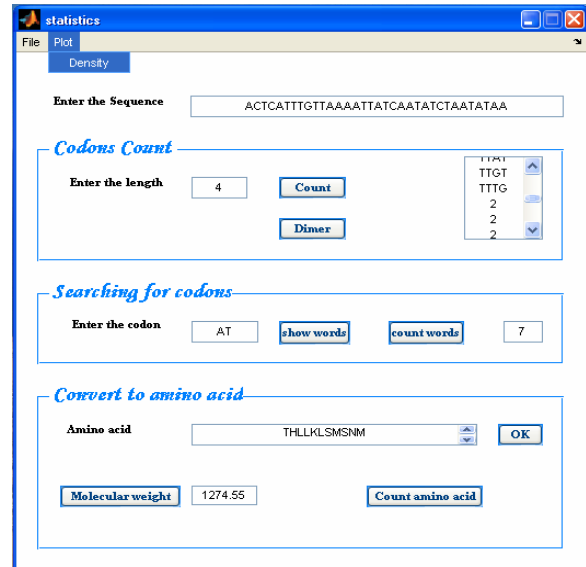 statistics
File Plot
Density
Enter the Sequence ACTCATTTGTTAAAATTATCAATATCTAATATAA
Codons Count
Enter the length 4 Count
Dimer
TTAT
TTGT
TTTG
2
2
2
Searching for codons
Enter the codon AT show words count words 7
Convert to amino acid
Amino acid THLLKLSMSNM OK
Molecular weight 1274.55 Count amino acid